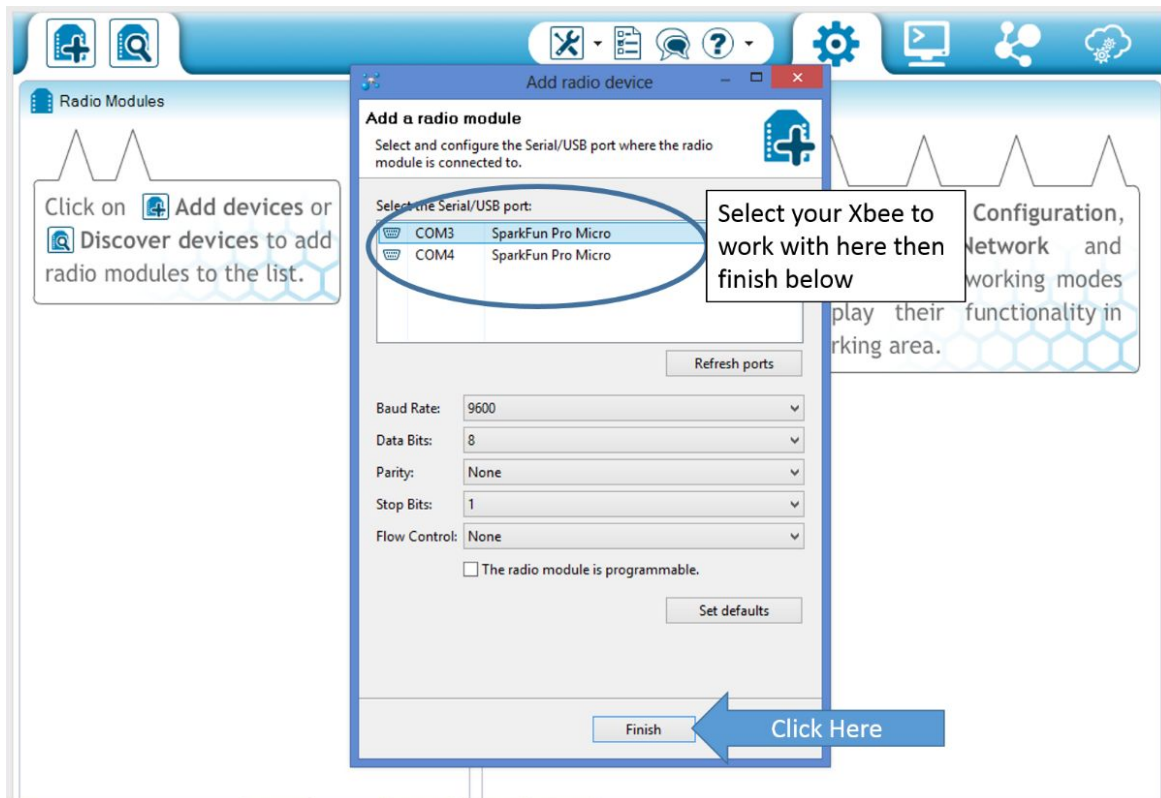 Radio Modules
Click on Add devices or
Discover devices to add
radio modules to the list.
Add radio device
Add a radio module
Select and configure the Serial/USB port where the radio
module is connected to.
Select the Serial/USB port:
COM3 SparkFun Pro Micro
COM4 SparkFun Pro Micro
Select your Xbee to
work with here then
finish below
Configuration,
Network and
working modes
play their functionality in
rking area.
Refresh ports
Baud Rate: 9600
Data Bits: 8
Parity: None
Stop Bits: 1
Flow Control: None
The radio module is programmable.
Set defaults
Finish
Click Here